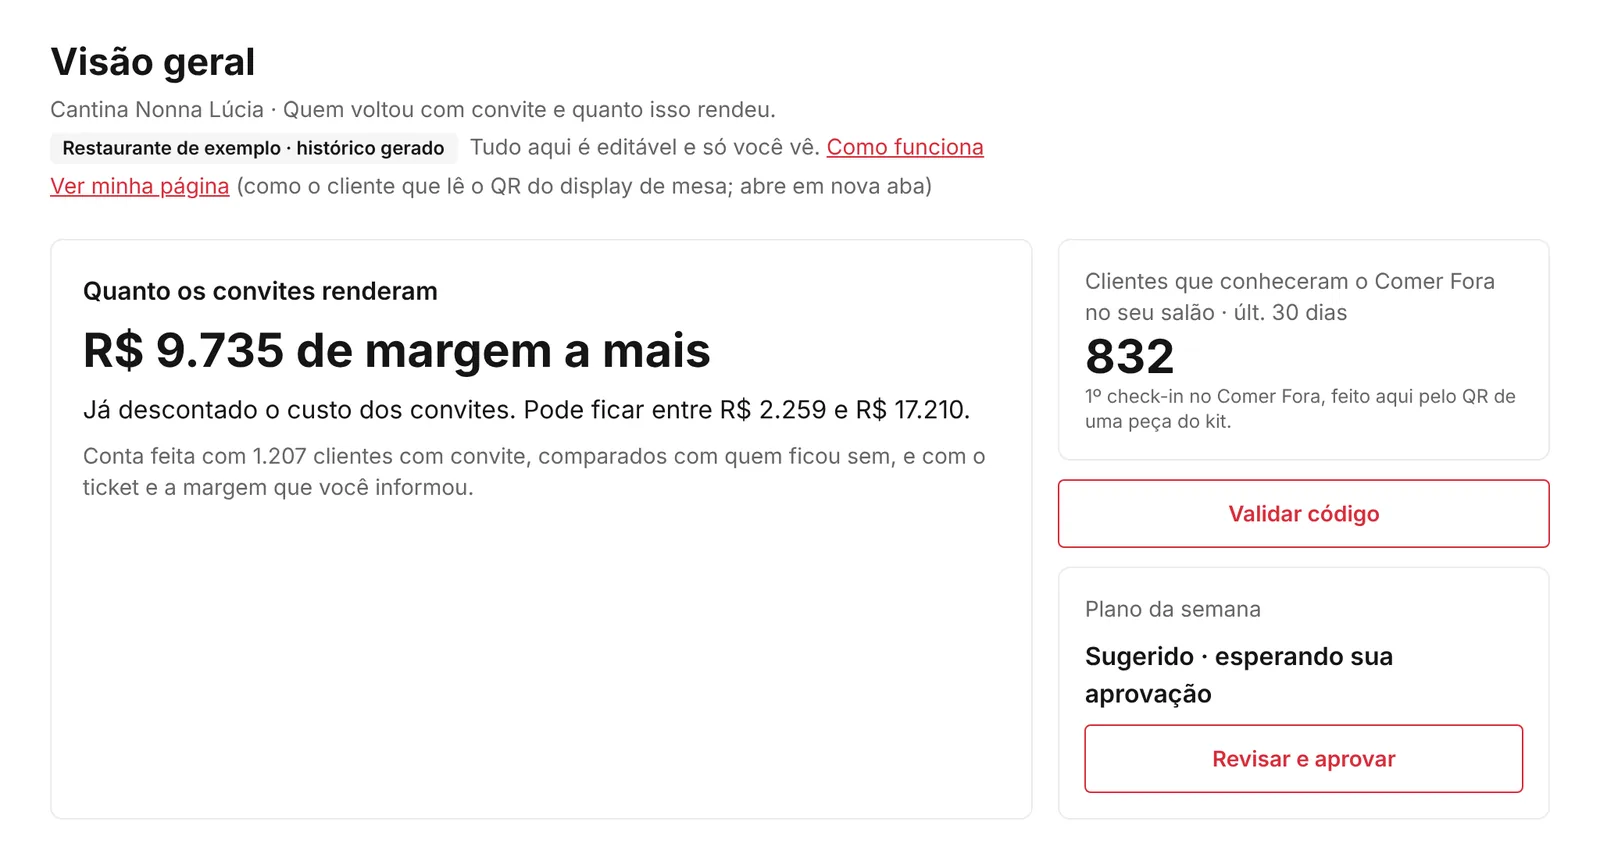 Visão geral
Cantina Nonna Lúcia · Quem voltou com convite e quanto isso rendeu.
Restaurante de exemplo · histórico gerado Tudo aqui é editável e só você vê. Como funciona
Ver minha página (como o cliente que lê o QR do display de mesa; abre em nova aba)
Quanto os convites renderam
R$ 9.735 de margem a mais
Já descontado o custo dos convites. Pode ficar entre R$ 2.259 e R$ 17.210.
Conta feita com 1.207 clientes com convite, comparados com quem ficou sem, e com o
ticket e a margem que você informou.
Clientes que conheceram o Comer Fora
no seu salão · últ. 30 dias
832
1º check-in no Comer Fora, feito aqui pelo QR de
uma peça do kit.
Validar código
Plano da semana
Sugerido · esperando sua
aprovação
Revisar e aprovar